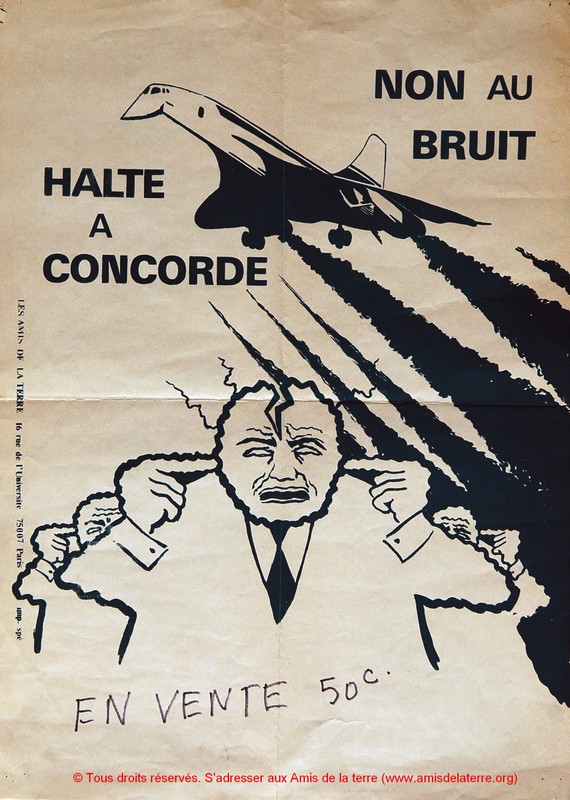 NON AU
BRUIT
HALTE
A
CONCORDE
LES AMIS DE LA TERRE 16 rue de l'Universite 75007 Paris imp. spé
EN VENTE 50c.
© Tous droits réservés. S'adresser aux Amis de la terre (www.amisdelaterre.org)